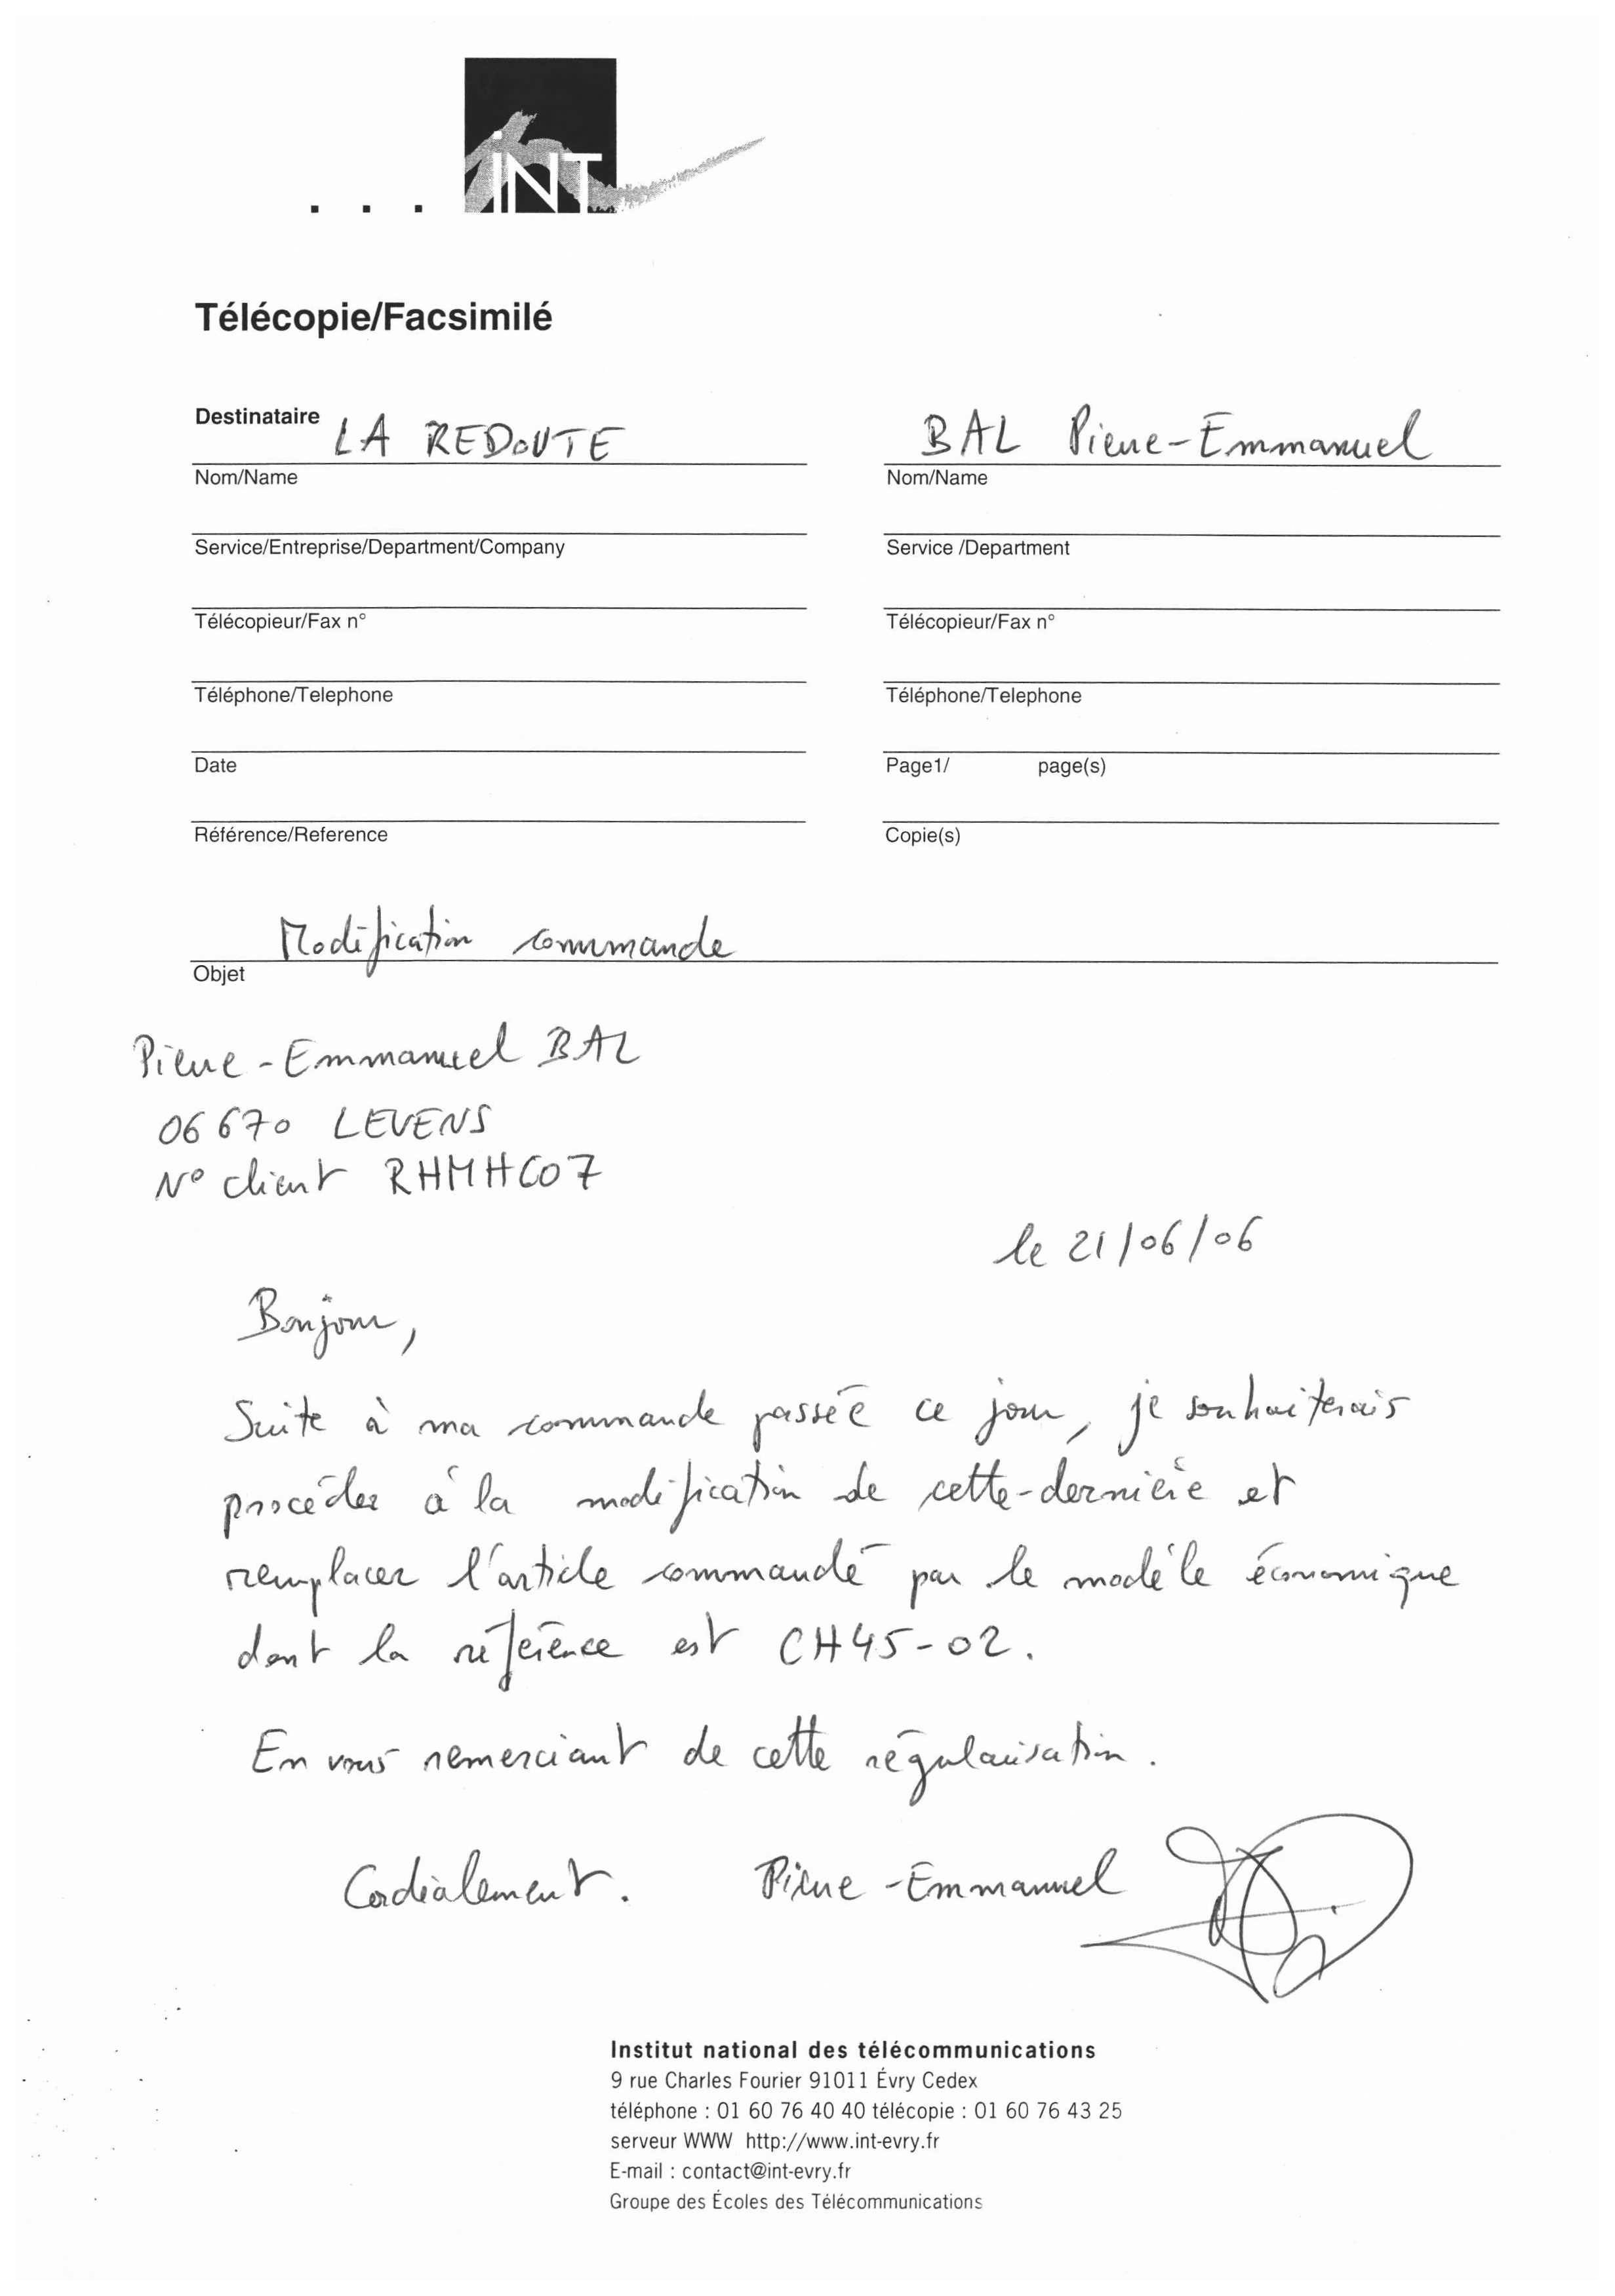 ... INT
Télécopie/Facsimilé
Destinataire LA REDOUTE
Nom/Name
Service/Entreprise/Department/Company
Télécopieur/Fax n°
Téléphone/Telephone
Date
Référence/Reference
BAL Pierre-Emmanuel
Nom/Name
Service /Department
Télécopieur/Fax n°
Téléphone/Telephone
Page1/ page(s)
Copie(s)
Modification commande
Objet
Pierre-Emmanuel BAL
06670 LEVENS
N° client RHMHC07
le 21/06/06
Bonjour,
Suite à ma commande passée ce jour, je souhaiterais
procéder à la modification de cette-dernière et
remplacer l'article commandé par le modèle économique
dont la référence est CH45-02.
En vous remerciant de cette régularisation.
Cordialement. Pierre-Emmanuel
Institut national des télécommunications
9 rue Charles Fourier 91011 Évry Cedex
téléphone : 01 60 76 40 40 télécopie : 01 60 76 43 25
serveur WWW http://www.int-evry.fr
E-mail : contact@int-evry.fr
Groupe des Écoles des Télécommunications